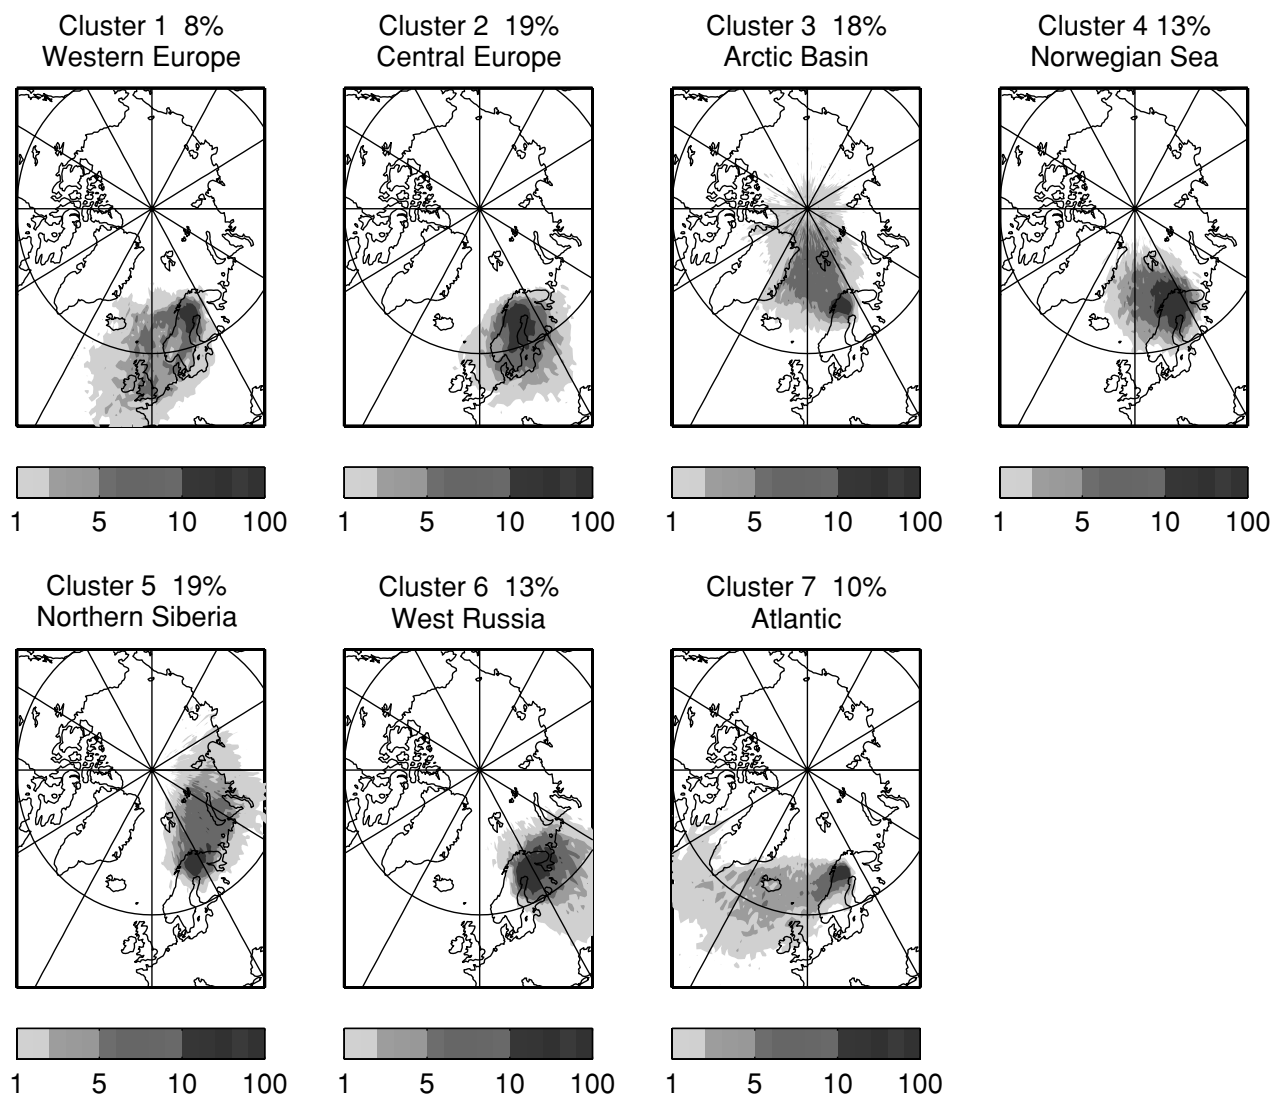 Cluster 1 8%
Western Europe
Cluster 2 19%
Central Europe
Cluster 3 18%
Arctic Basin
Cluster 4 13%
Norwegian Sea
1 5 10 100
1 5 10 100
1 5 10 100
1 5 10 100
Cluster 5 19%
Northern Siberia
Cluster 6 13%
West Russia
Cluster 7 10%
Atlantic
1 5 10 100
1 5 10 100
1 5 10 100